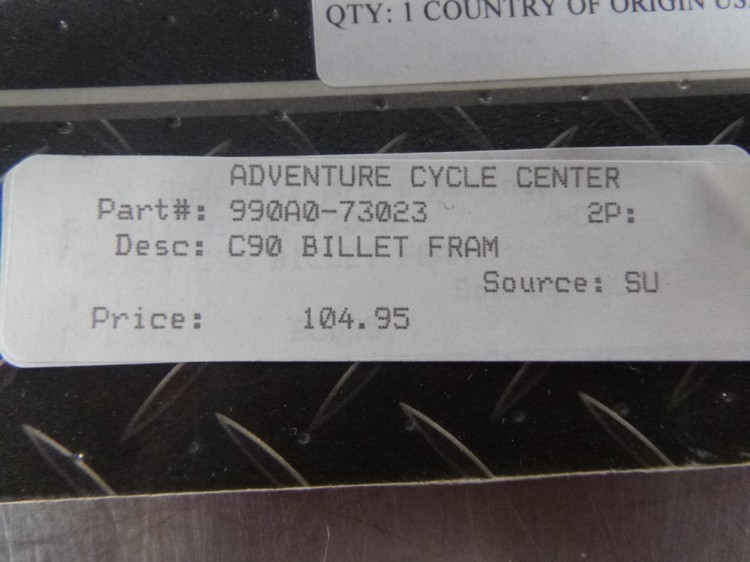 QTY: 1 COUNTRY OF ORIGIN
ADVENTURE CYCLE CENTER
Part#: 990A0-73023 2P:
Desc: C90 BILLET FRAM
Source: SU
Price: 104.95